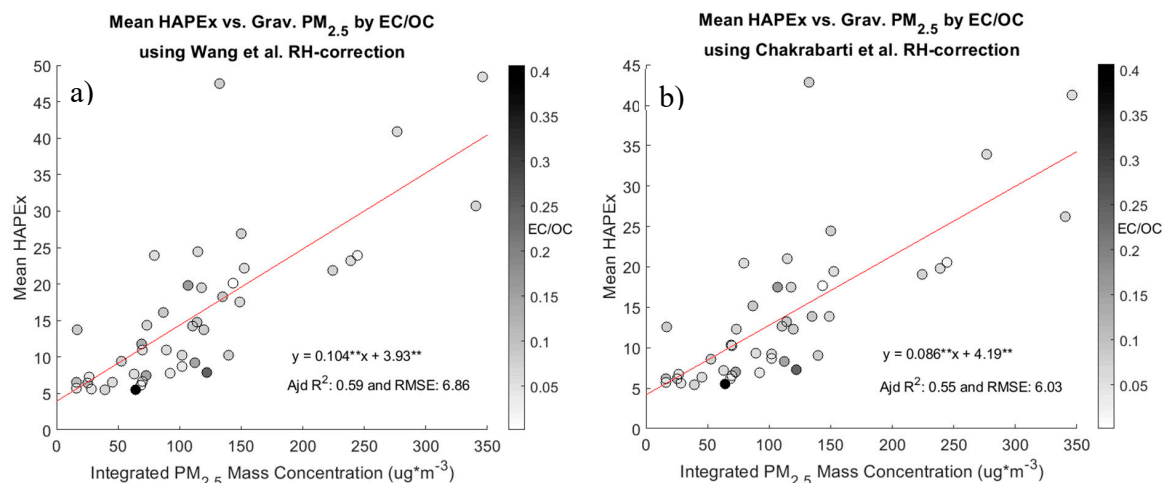 Mean HAPEx vs. Grav. PM2.5 by EC/OC
using Wang et al. RH-correction
a)
50
45
40
35
30
25
20
15
10
5
0
Mean HAPEx
0 50 100 150 200 250 300 350
Integrated PM2.5 Mass Concentration (ug*m-3)
y = 0.104**x + 3.93**
Ajd R2: 0.59 and RMSE: 6.86
0.4
0.35
0.3
0.25
0.2
0.15
0.1
0.05
EC/OC
Mean HAPEx vs. Grav. PM2.5 by EC/OC
using Chakrabarti et al. RH-correction
b)
45
40
35
30
25
20
15
10
5
0
Mean HAPEx
0 50 100 150 200 250 300 350
Integrated PM2.5 Mass Concentration (ug*m-3)
y = 0.086**x + 4.19**
Ajd R2: 0.55 and RMSE: 6.03
0.4
0.35
0.3
0.25
0.2
0.15
0.1
0.05
EC/OC